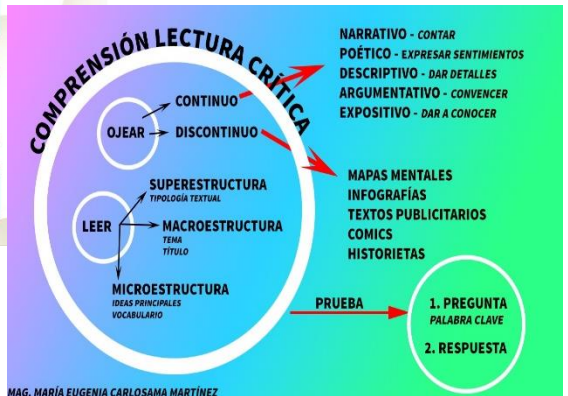 COMPRENSIÓN LECTURA CRÍTICA
OJEAR
CONTINUO
DISCONTINUO
NARRATIVO - CONTAR
POÉTICO - EXPRESAR SENTIMIENTOS
DESCRIPTIVO - DAR DETALLES
ARGUMENTATIVO - CONVENCER
EXPOSITIVO - DAR A CONOCER
MAPAS MENTALES
INFOGRAFÍAS
TEXTOS PUBLICITARIOS
COMICS
HISTORIETAS
LEER
SUPERESTRUCTURA
TIPOLOGÍA TEXTUAL
MACROESTRUCTURA
TEMA
TÍTULO
MICROESTRUCTURA
IDEAS PRINCIPALES
VOCABULARIO
PRUEBA
1. PREGUNTA
PALABRA CLAVE
2. RESPUESTA
MAG. MARÍA EUGENIA CARLOSAMA MARTÍNEZ